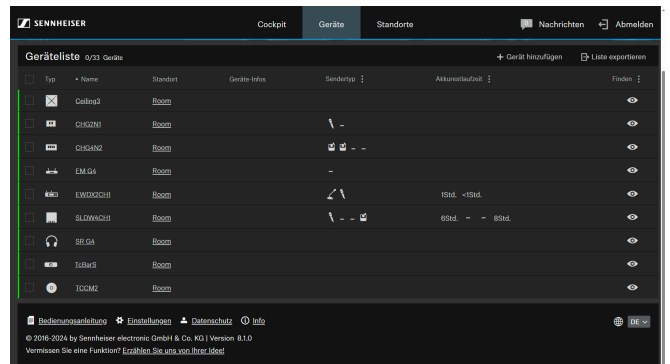 SENNHEISER Cockpit Geräte Standorte Nachrichten Abmelden
Geräteliste 0/33 Geräte + Gerät hinzufügen Liste exportieren
Typ Name Standort Geräte-Infos Sendertyp Akkurestlaufzeit Finden
Ceiling3 Room
CHG2N1 Room –
CHG4N2 Room – –
EM G4 Room –
EWDX2CH1 Room 1Std. <1Std.
SLDW4CH1 Room – – 6Std. – – 8Std.
SR G4 Room
TcBarS Room
TCCM2 Room
Bedienungsanleitung Einstellungen Datenschutz Info DE
© 2016-2024 by Sennheiser electronic GmbH & Co. KG | Version 8.1.0
Vermissen Sie eine Funktion? Erzählen Sie uns von Ihrer Idee!